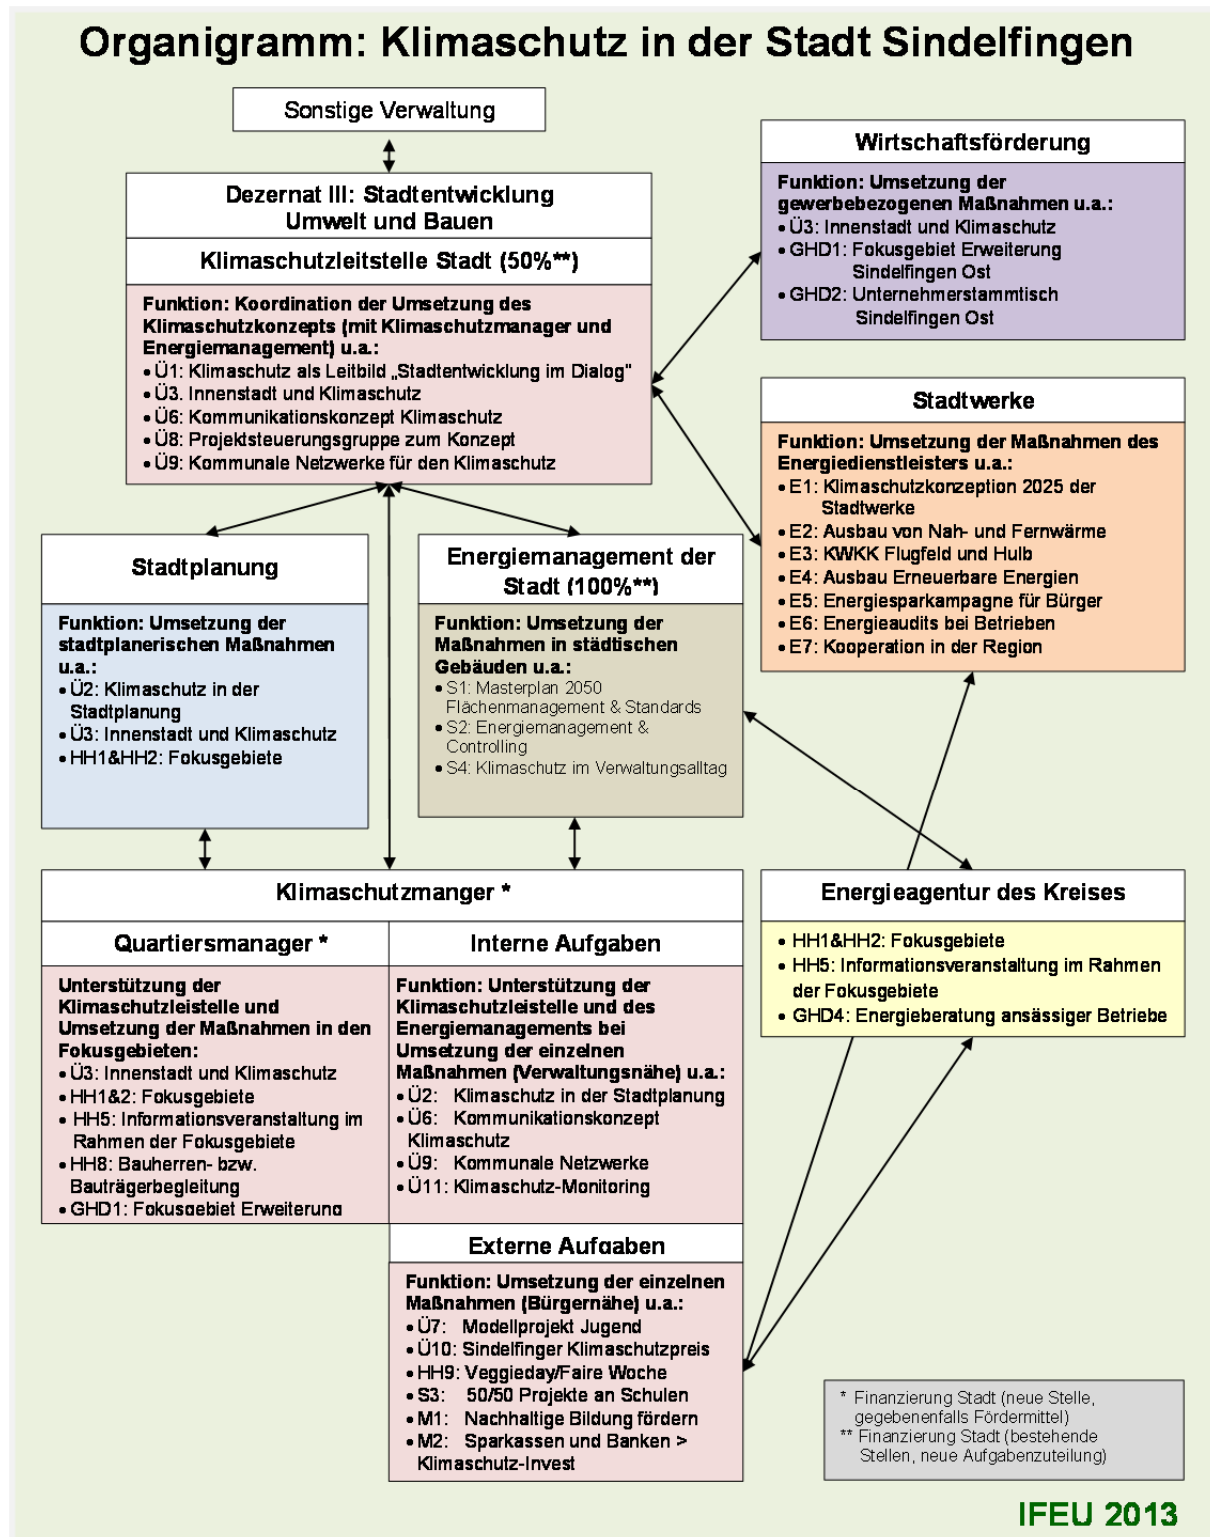 Organigramm: Klimaschutz in der Stadt Sindelfingen
Sonstige Verwaltung
Dezernat III: Stadtentwicklung
Umwelt und Bauen
Klimaschutzleitstelle Stadt (50%**)
Funktion: Koordination der Umsetzung des
Klimaschutzkonzepts (mit Klimaschutzmanager und
Energiemanagement) u.a.:
• Ü1: Klimaschutz als Leitbild „Stadtentwicklung im Dialog"
• Ü3. Innenstadt und Klimaschutz
• Ü6: Kommunikationskonzept Klimaschutz
• Ü8: Projektsteuerungsgruppe zum Konzept
• Ü9: Kommunale Netzwerke für den Klimaschutz
Wirtschaftsförderung
Funktion: Umsetzung der
gewerbebezogenen Maßnahmen u.a.:
• Ü3: Innenstadt und Klimaschutz
• GHD1: Fokusgebiet Erweiterung
Sindelfingen Ost
• GHD2: Unternehmerstammtisch
Sindelfingen Ost
Stadtwerke
Funktion: Umsetzung der Maßnahmen des
Energiedienstleisters u.a.:
• E1: Klimaschutzkonzeption 2025 der
Stadtwerke
• E2: Ausbau von Nah- und Fernwärme
• E3: KWKK Flugfeld und Hulb
• E4: Ausbau Erneuerbare Energien
• E5: Energiesparkampagne für Bürger
• E6: Energieaudits bei Betrieben
• E7: Kooperation in der Region
Stadtplanung
Funktion: Umsetzung der
stadtplanerischen Maßnahmen
u.a.:
• Ü2: Klimaschutz in der
Stadtplanung
• Ü3: Innenstadt und Klimaschutz
• HH1&HH2: Fokusgebiete
Energiemanagement der
Stadt (100%**)
Funktion: Umsetzung der
Maßnahmen in städtischen
Gebäuden u.a.:
• S1: Masterplan 2050
Flächenmanagement & Standards
• S2: Energiemanagement &
Controlling
• S4: Klimaschutz im Verwaltungsalltag
Klimaschutzmanger *
Quartiersmanager *
Unterstützung der
Klimaschutzleistelle und
Umsetzung der Maßnahmen in den
Fokusgebieten:
• Ü3: Innenstadt und Klimaschutz
• HH1&2: Fokusgebiete
• HH5: Informationsveranstaltung im
Rahmen der Fokusgebiete
• HH8: Bauherren- bzw.
Bauträgerbegleitung
• GHD1: Fokusgebiet Erweiterung
Interne Aufgaben
Funktion: Unterstützung der
Klimaschutzleistelle und des
Energiemanagements bei
Umsetzung der einzelnen
Maßnahmen (Verwaltungsnähe) u.a.:
• Ü2: Klimaschutz in der Stadtplanung
• Ü6: Kommunikationskonzept
Klimaschutz
• Ü9: Kommunale Netzwerke
• Ü11: Klimaschutz-Monitoring
Externe Aufgaben
Funktion: Umsetzung der einzelnen
Maßnahmen (Bürgernähe) u.a.:
• Ü7: Modellprojekt Jugend
• Ü10: Sindelfinger Klimaschutzpreis
• HH9: Veggieday/Faire Woche
• S3: 50/50 Projekte an Schulen
• M1: Nachhaltige Bildung fördern
• M2: Sparkassen und Banken >
Klimaschutz-Invest
Energieagentur des Kreises
• HH1&HH2: Fokusgebiete
• HH5: Informationsveranstaltung im Rahmen
der Fokusgebiete
• GHD4: Energieberatung ansässiger Betriebe
* Finanzierung Stadt (neue Stelle,
gegebenenfalls Fördermittel)
** Finanzierung Stadt (bestehende
Stellen, neue Aufgabenzuteilung)
IFEU 2013